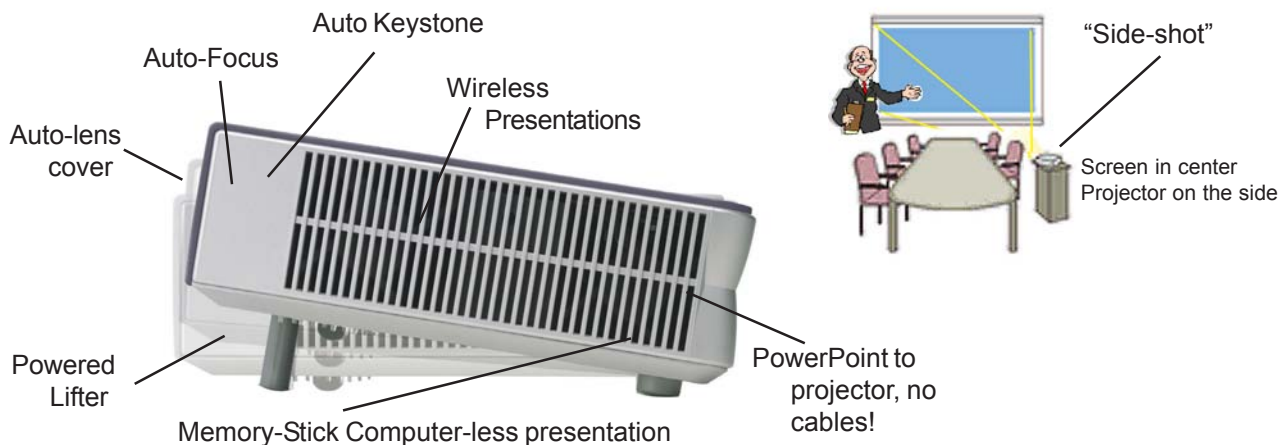 Auto Keystone
Auto-Focus
Wireless
Presentations
Auto-lens
cover
Powered
Lifter
Memory-Stick Computer-less presentation
PowerPoint to
projector, no
cables!
“Side-shot”
Screen in center
Projector on the side